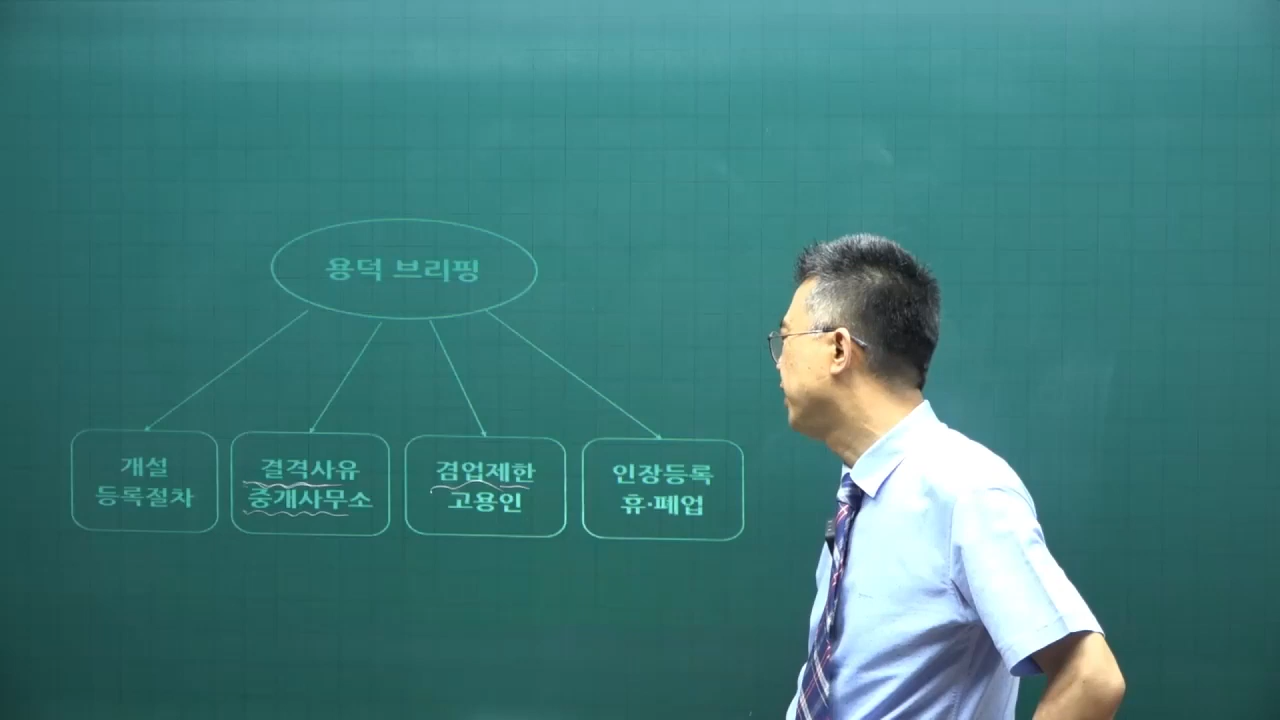 용덕 브리핑
개설
등록절차
결격사유
중개사무소
겸업제한
고용인
인장등록
휴·폐업